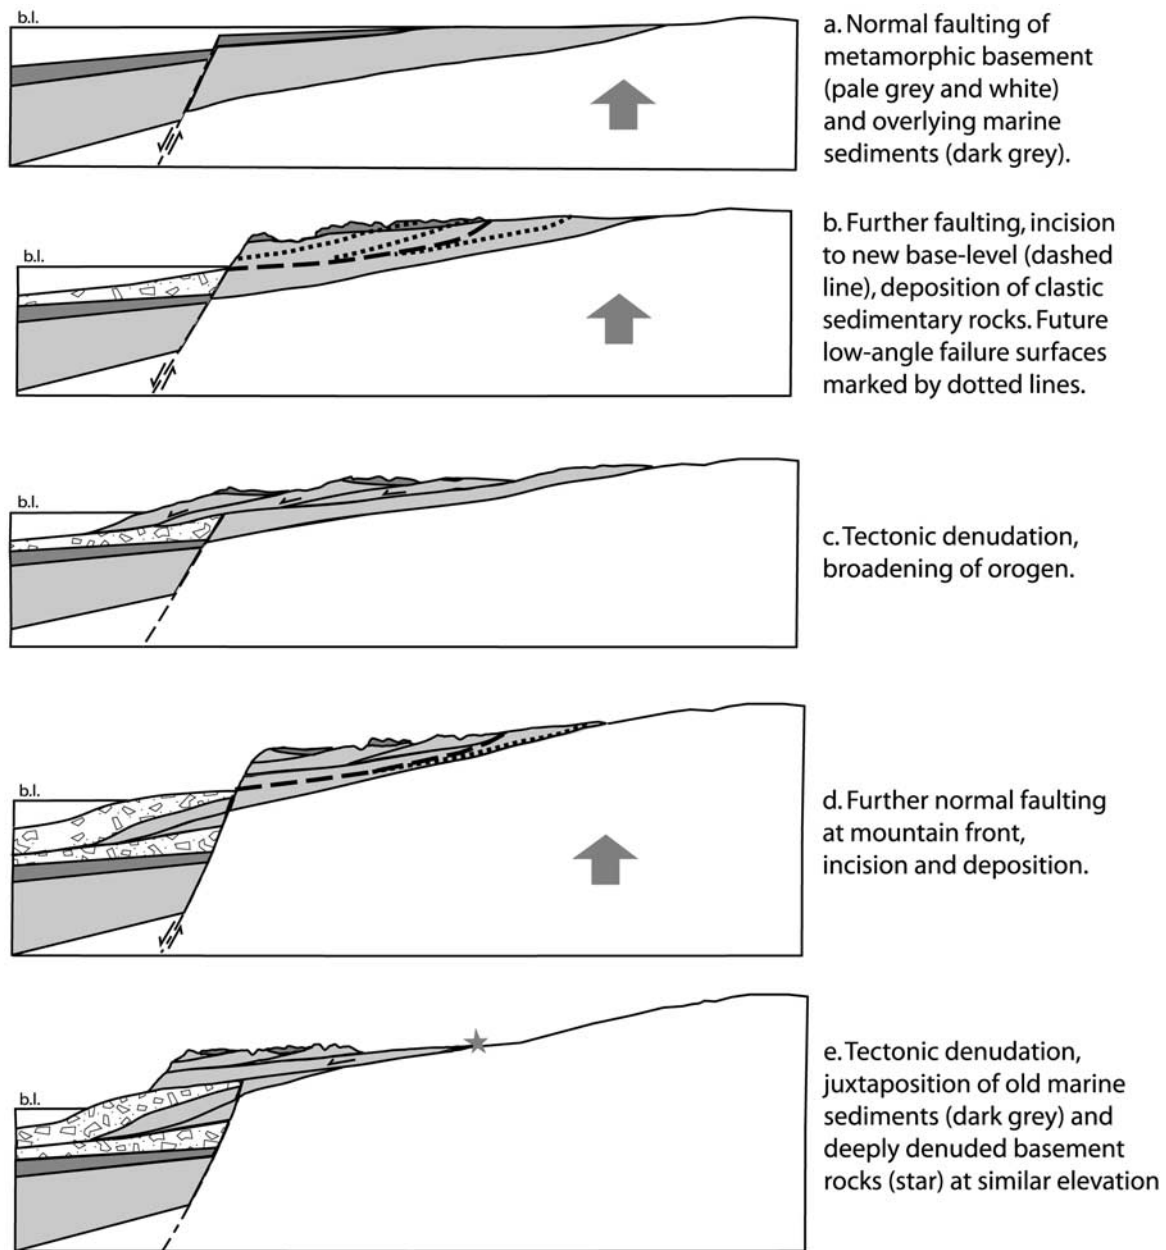 b.l.
a. Normal faulting of
metamorphic basement
(pale grey and white)
and overlying marine
sediments (dark grey).
b.l.
b. Further faulting, incision
to new base-level (dashed
line), deposition of clastic
sedimentary rocks. Future
low-angle failure surfaces
marked by dotted lines.
b.l.
c. Tectonic denudation,
broadening of orogen.
b.l.
d. Further normal faulting
at mountain front,
incision and deposition.
b.l.
e. Tectonic denudation,
juxtaposition of old marine
sediments (dark grey) and
deeply denuded basement
rocks (star) at similar elevation